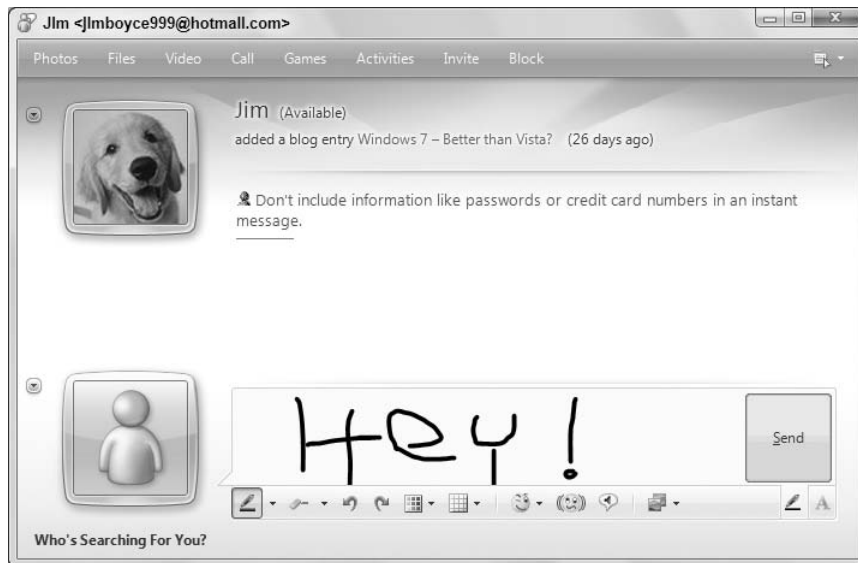 JIm <jImboyce999@hotmaII.com>
Photos Files Video Call Games Activities Invite Block
Jim (Available)
added a blog entry Windows 7 – Better than Vista? (26 days ago)
Don't include information like passwords or credit card numbers in an instant
message.
Hey!
Send
A
Who's Searching For You?